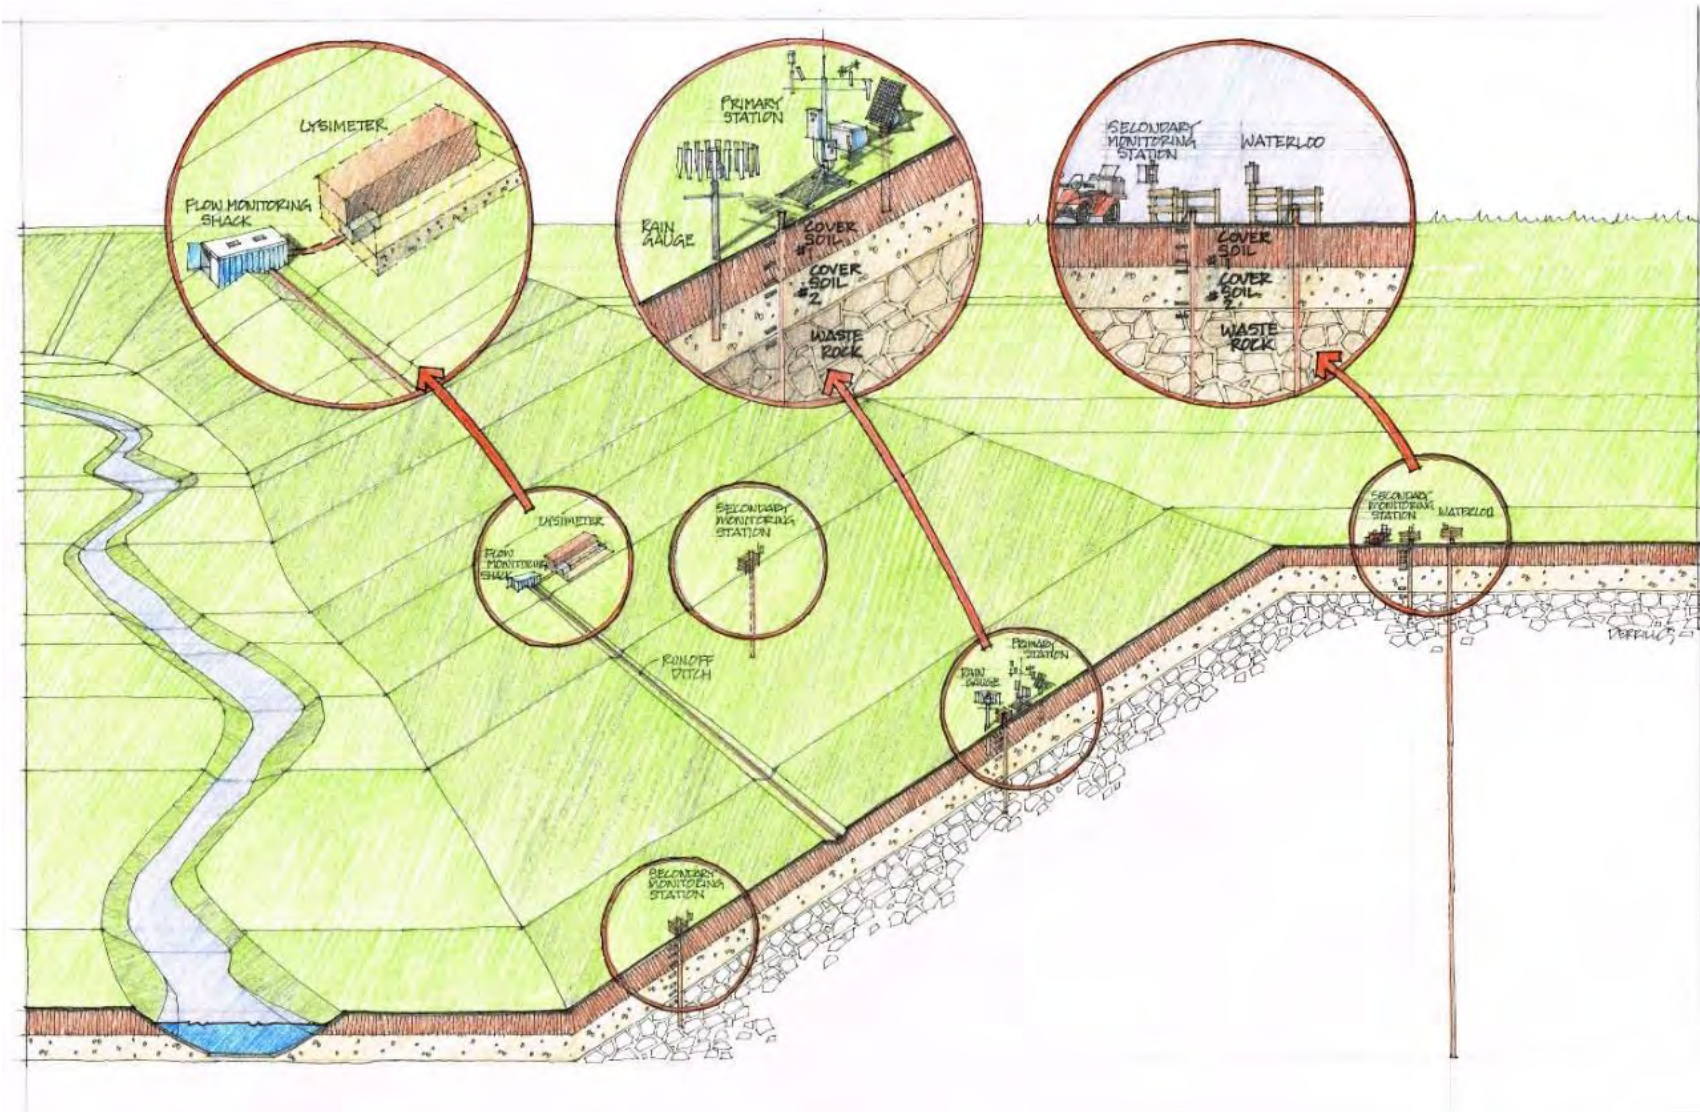 LYSIMETER
FLOW MONITORING
SHACK
PRIMARY
STATION
RAIN
GAUGE
COVER
SOIL
COVER
SOIL
#2
WASTE
ROCK
SECONDARY
MONITORING
STATION
WATERLOO
COVER
SOIL
#1
COVER
SOIL
#2
WASTE
ROCK
LYSIMETER
FLOW
MONITORING
SHACK
SECONDARY
MONITORING
STATION
SECONDARY
MONITORING
STATION
WATERLOO
RUNOFF
DITCH
PRIMARY
STATION
RAIN
GAUGE
SECONDARY
MONITORING
STATION